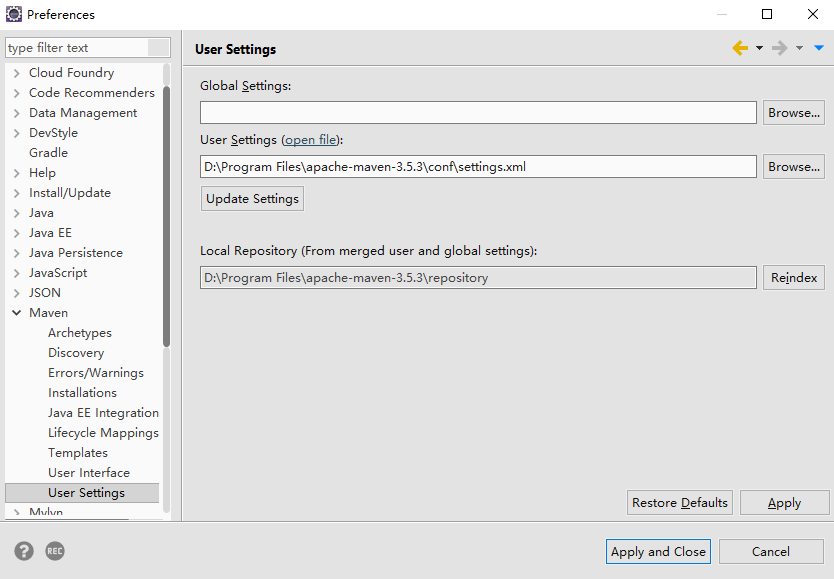 Preferences
type filter text
Cloud Foundry
Code Recommenders
Data Management
DevStyle
Gradle
Help
Install/Update
Java
Java EE
Java Persistence
JavaScript
JSON
Maven
Archetypes
Discovery
Errors/Warnings
Installations
Java EE Integration
Lifecycle Mappings
Templates
User Interface
User Settings
Mylyn
User Settings
Global Settings:
Browse...
User Settings (open file):
D:\Program Files\apache-maven-3.5.3\conf\settings.xml
Browse...
Update Settings
Local Repository (From merged user and global settings):
D:\Program Files\apache-maven-3.5.3\repository
Reindex
Restore Defaults
Apply
?
REC
Apply and Close
Cancel